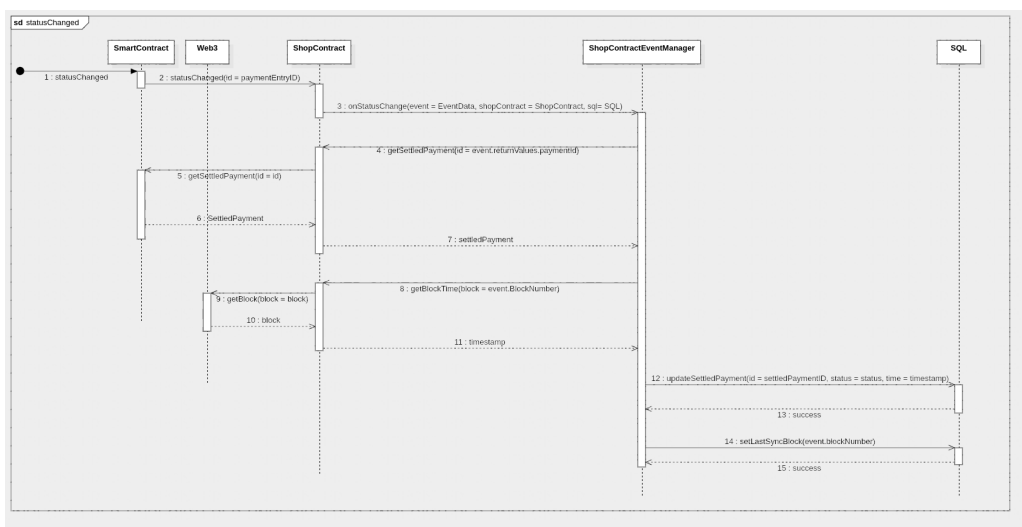 sd statusChanged
SmartContract
Web3
ShopContract
ShopContractEventManager
SQL
1 : statusChanged
2 : statusChanged(id = paymentEntryID)
3 : onStatusChange(event = EventData, shopContract = ShopContract, sql= SQL)
4 : getSettledPayment(id = event.returnValues.paymentId)
5 : getSettledPayment(id = id)
6 : SettledPayment
7 : settledPayment
8 : getBlockTime(block = event.BlockNumber)
9 : getBlock(block = block)
10 : block
11 : timestamp
12 : updateSettledPayment(id = settledPaymentID, status = status, time = timestamp)
13 : success
14 : setLastSyncBlock(event.blockNumber)
15 : success